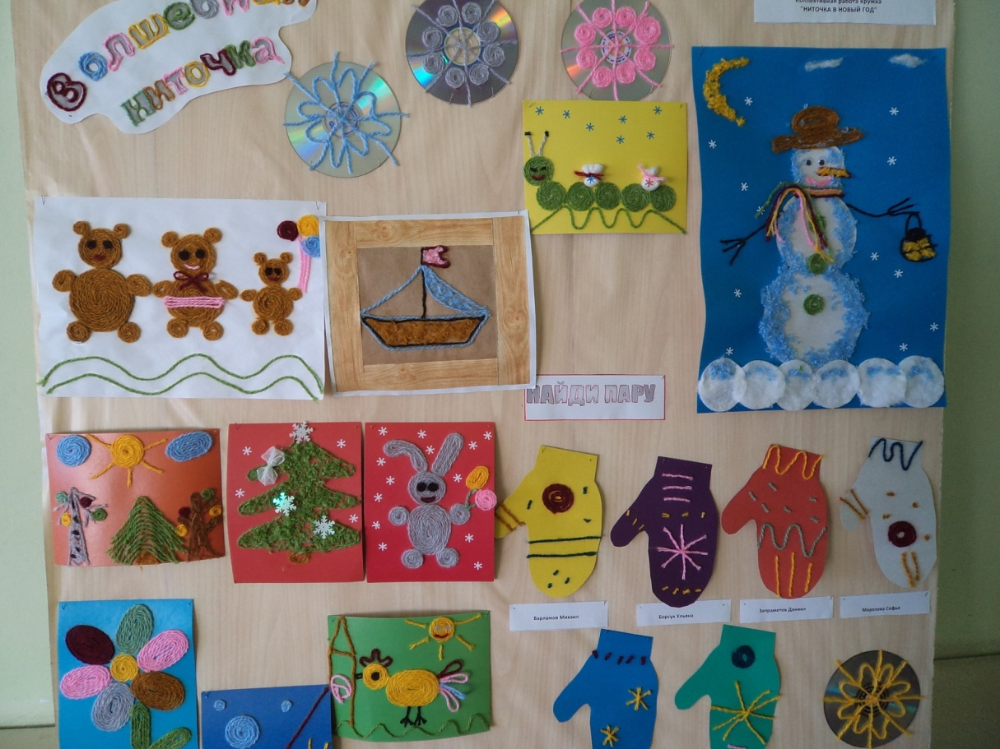 Волшебная
ниточка
Коллективная работа кружка
"НИТОЧКА В НОВЫЙ ГОД"
НАЙДИ ПАРУ
Варламов Михаил
Борсук Ульяна
Запраметов Даниил
Морозова Софья